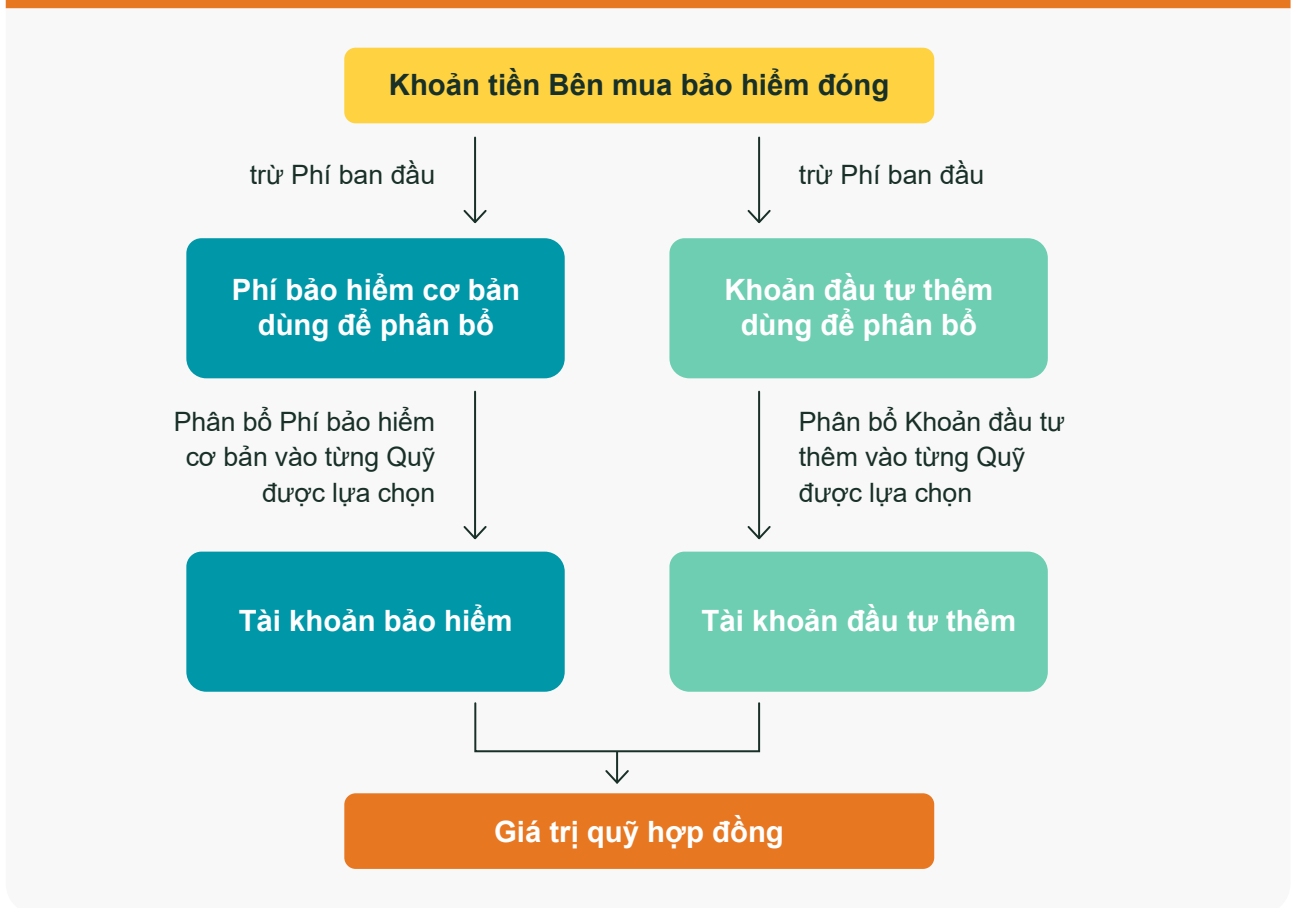 Khoản tiền Bên mua bảo hiểm đóng
trừ Phí ban đầu
trừ Phí ban đầu
Phí bảo hiểm cơ bản
dùng để phân bổ
Khoản đầu tư thêm
dùng để phân bổ
Phân bổ Phí bảo hiểm
cơ bản vào từng Quỹ
được lựa chọn
Phân bổ Khoản đầu tư
thêm vào từng Quỹ
được lựa chọn
Tài khoản bảo hiểm
Tài khoản đầu tư thêm
Giá trị quỹ hợp đồng